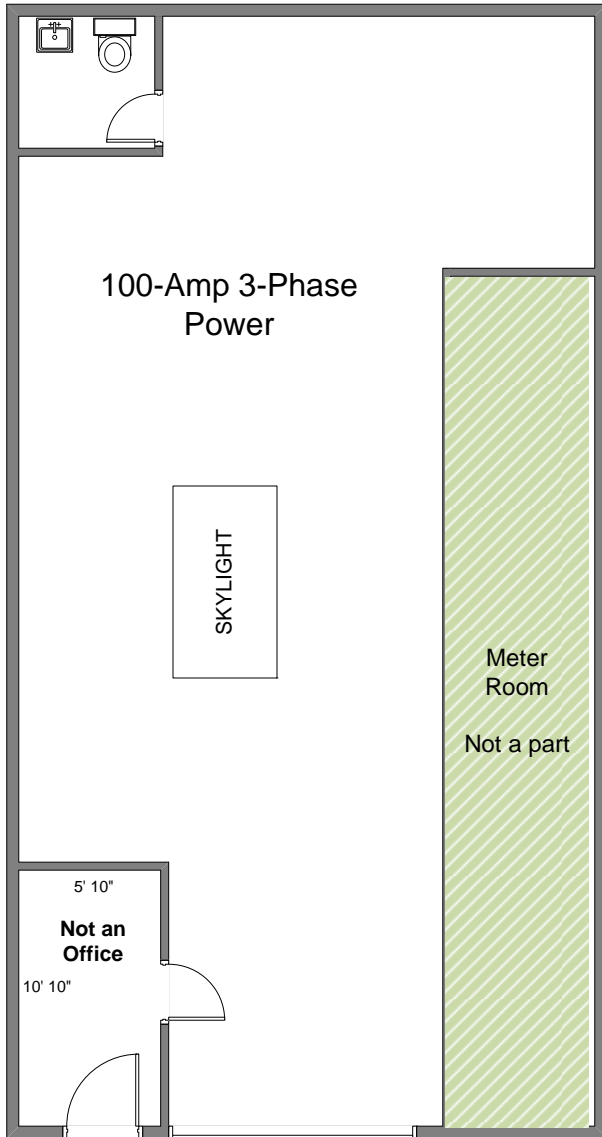 100-Amp 3-Phase
Power
SKYLIGHT
Meter
Room
Not a part
5' 10"
Not an
Office
10' 10"